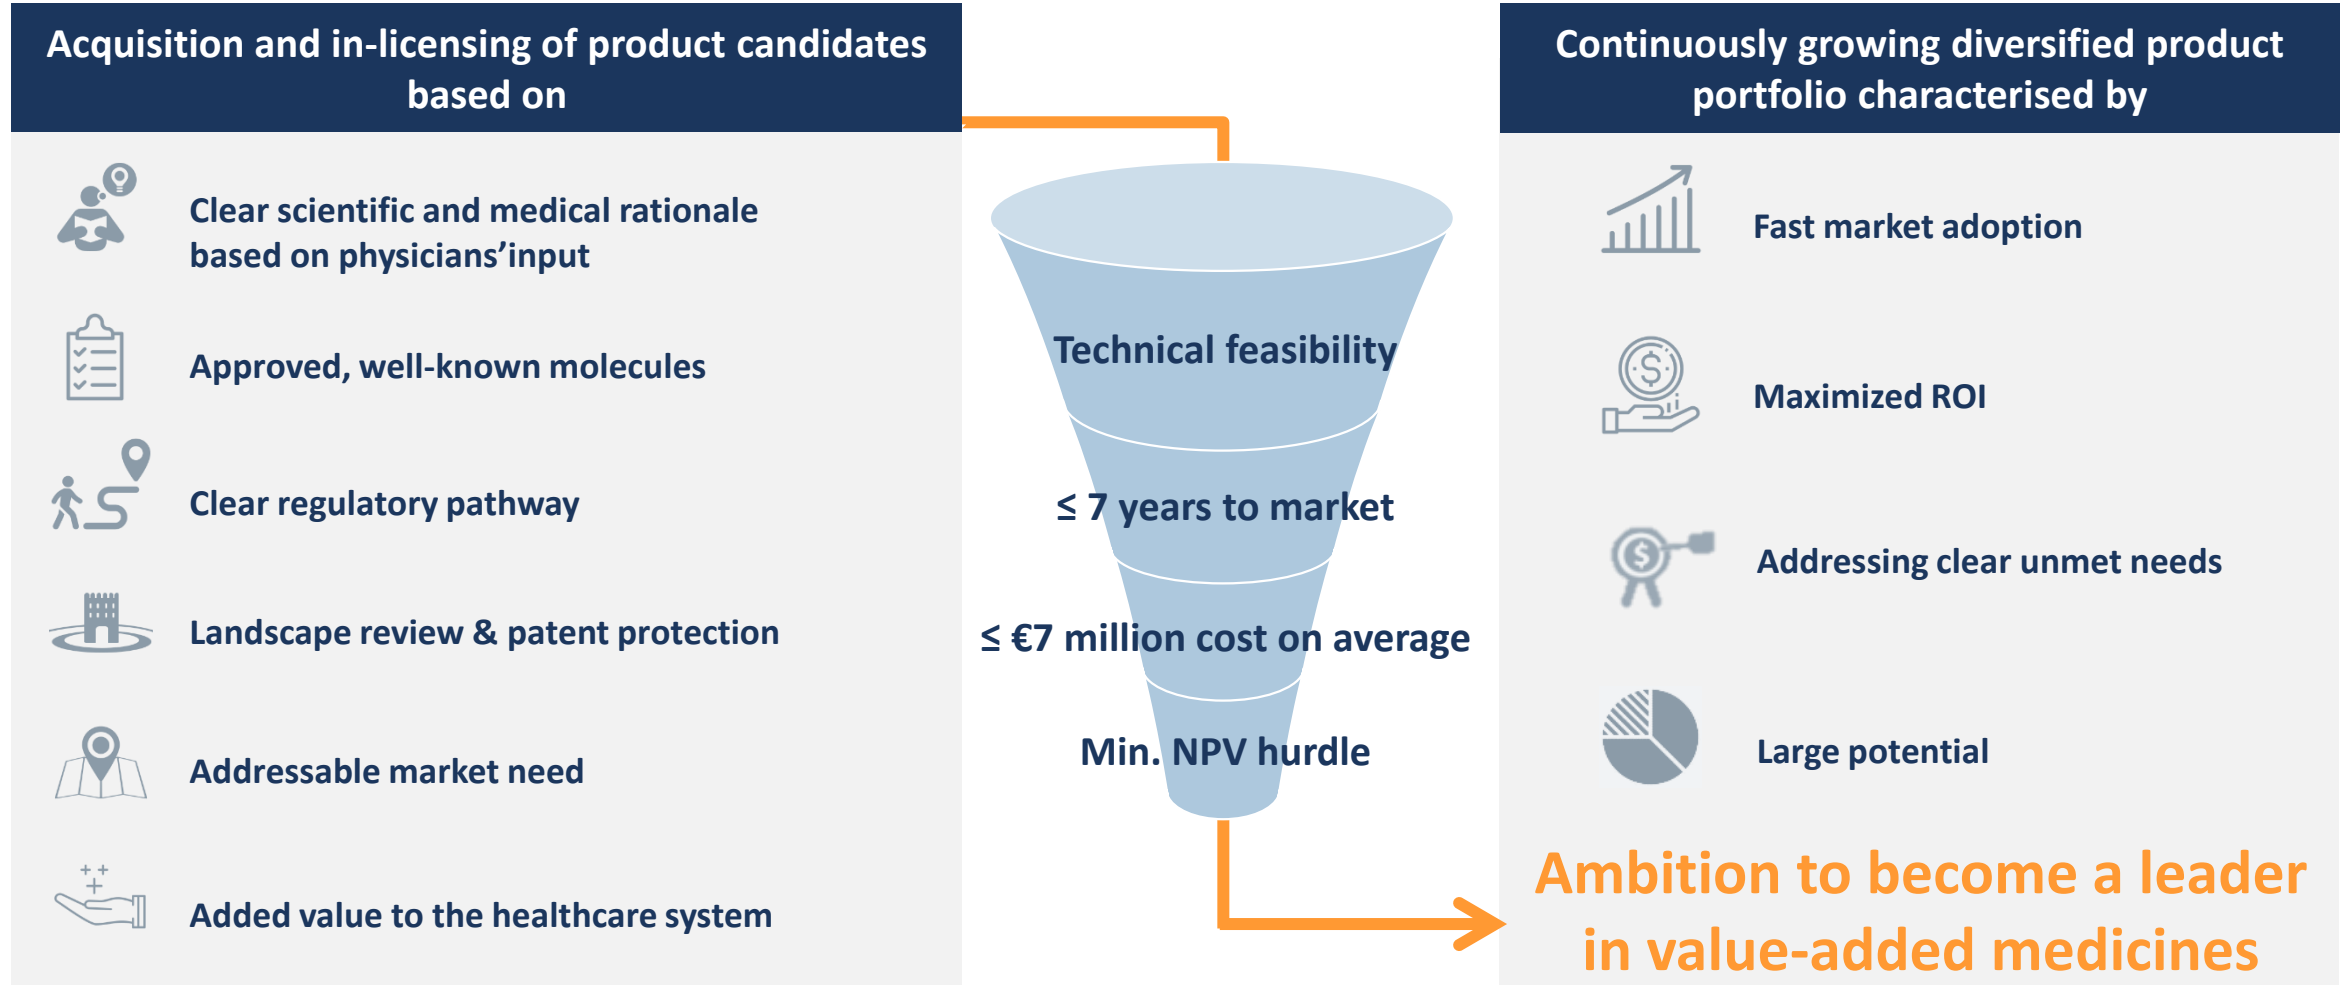 Acquisition and in-licensing of product candidates
based on
Clear scientific and medical rationale
based on physicians’input
Approved, well-known molecules
Clear regulatory pathway
Landscape review & patent protection
Addressable market need
Added value to the healthcare system
Technical feasibility
≤ 7 years to market
≤ €7 million cost on average
Min. NPV hurdle
Continuously growing diversified product
portfolio characterised by
Fast market adoption
Maximized ROI
Addressing clear unmet needs
Large potential
Ambition to become a leader
in value-added medicines